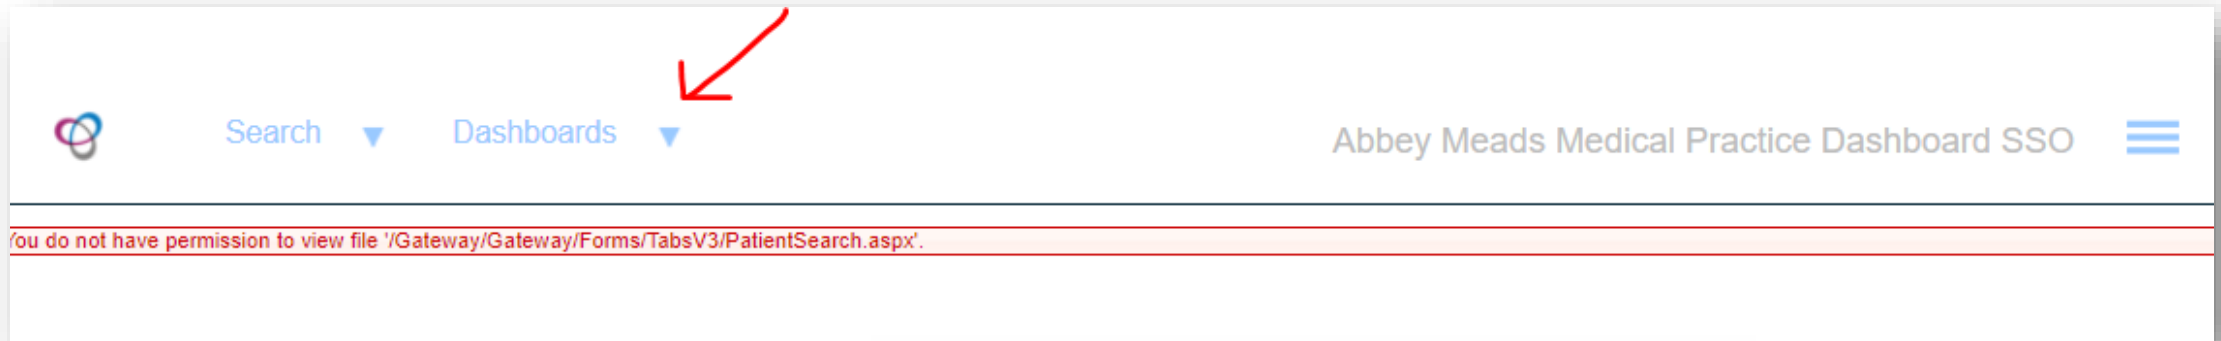 Search Dashboards
Abbey Meads Medical Practice Dashboard SSO
You do not have permission to view file '/Gateway/Gateway/Forms/TabsV3/PatientSearch.aspx'.